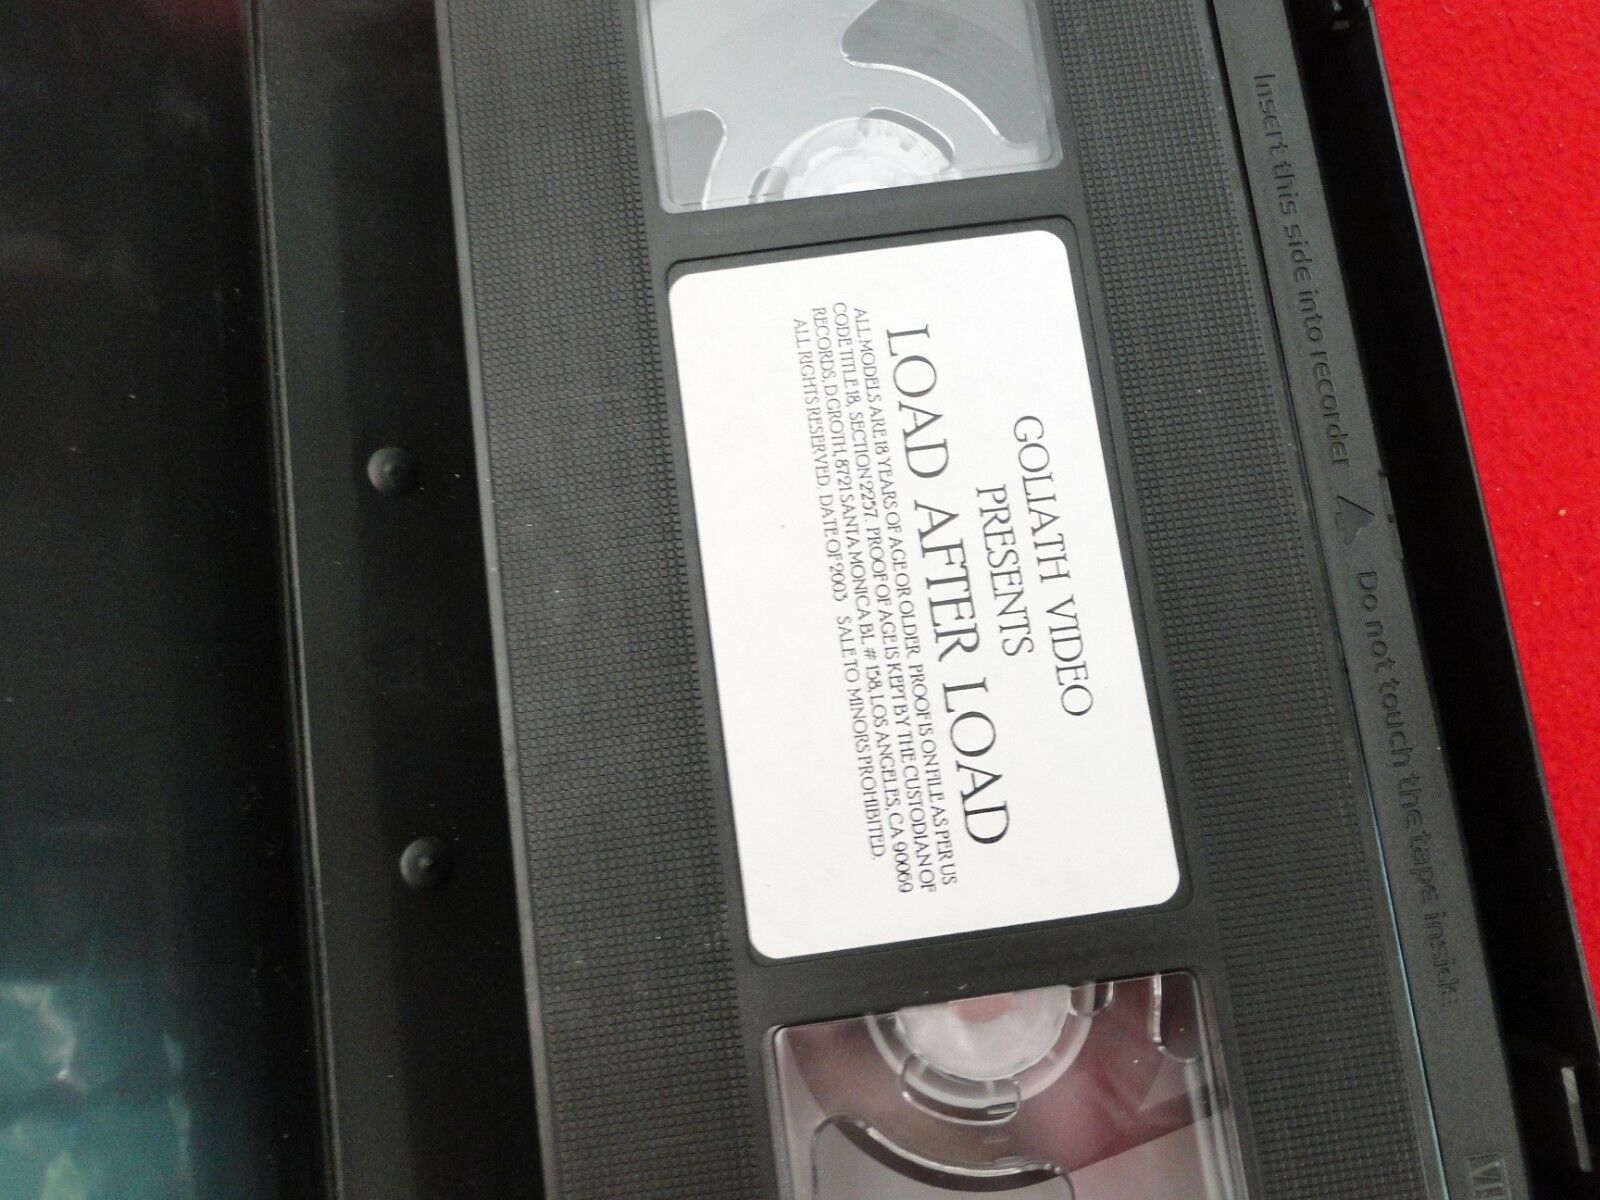 GOLIATH VIDEO
PRESENTS
LOAD AFTER LOAD
ALL MODELS ARE 18 YEARS OF AGE OR OLDER PROOF IS ON FILE AS PER US
CODE TITLE 18, SECTION 2257. PROOF OF AGE IS KEPT BY THE CUSTODIAN OF
RECORDS, D.GROTH, 8721 SANTA MONICA BL # 158, LOS ANGELES, CA 90069
ALL RIGHTS RESERVED. DATE OF 2003 SALE TO MINORS PROHIBITED.
Insert this side into recorder Do not touch the tape inside